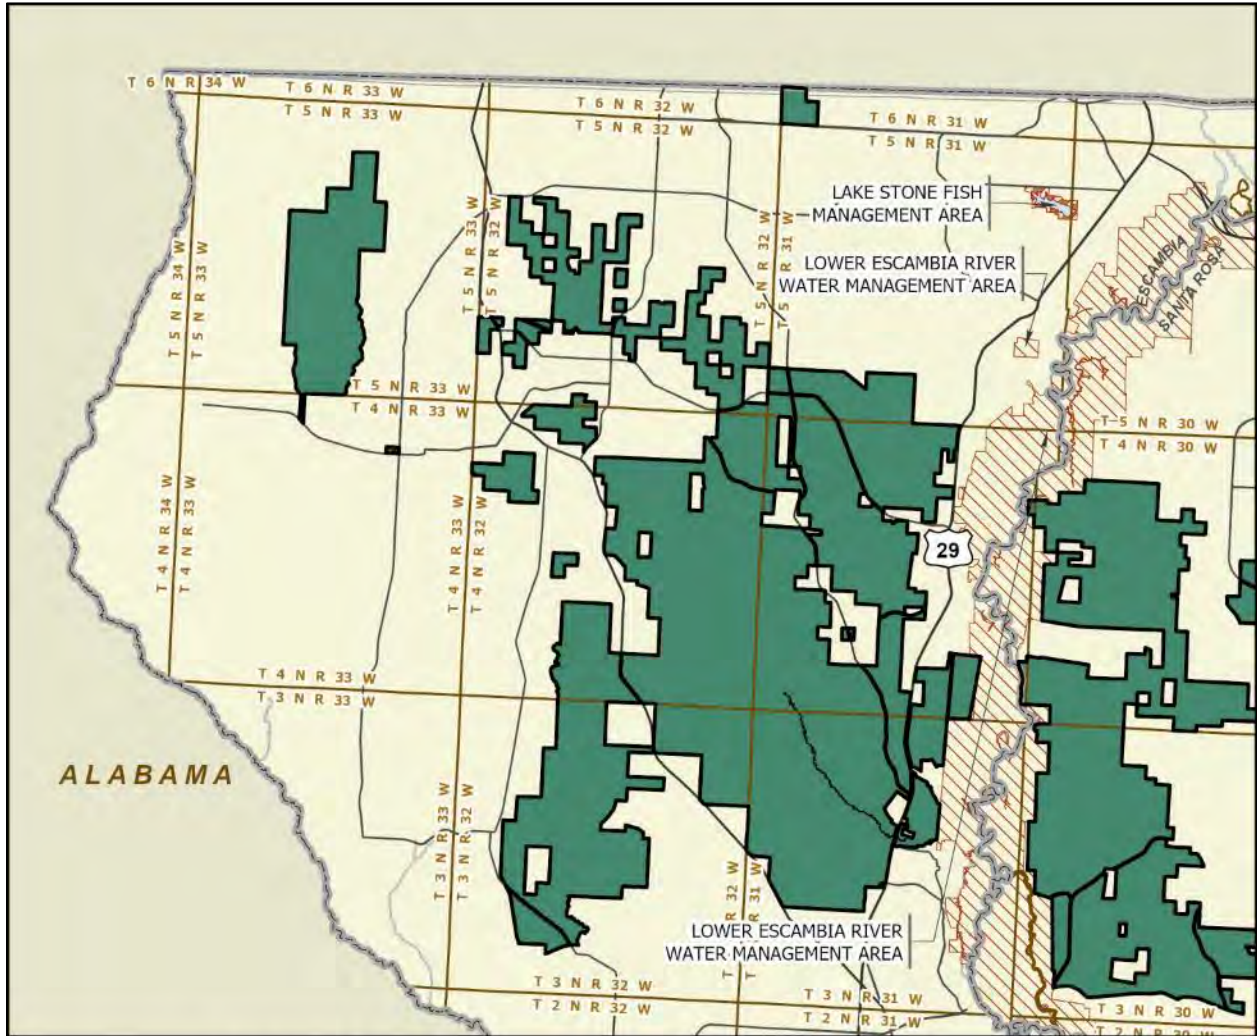 T 6 N R 34 W
T 6 N R 33 W
T 5 N R 33 W
T 6 N R 32 W
T 5 N R 32 W
T 6 N R 31 W
T 5 N R 31 W
LAKE STONE FISH
MANAGEMENT AREA
T 5 N R 34 W
T 5 N R 33 W
T 5 N R 33 W
T 5 N R 32 W
T 5 N R 32 W
T 5 N R 31 W
LOWER ESCAMBIA RIVER
WATER MANAGEMENT AREA
ESCAMBIA
SANTA ROSA
T 5 N R 33 W
T 4 N R 33 W
T 5 N R 30 W
T 4 N R 30 W
T 4 N R 34 W
T 4 N R 33 W
T 4 N R 33 W
T 4 N R 32 W
29
T 4 N R 33 W
T 3 N R 33 W
ALABAMA
T 3 N R 33 W
T 3 N R 32 W
R 32 W
R 31 W
LOWER ESCAMBIA RIVER
WATER MANAGEMENT AREA
T 3 N R 32 W
T 2 N R 32 W
T 3 N R 31 W
T 2 N R 31 W
T 3 N R 30 W
T 2 N R 30 W